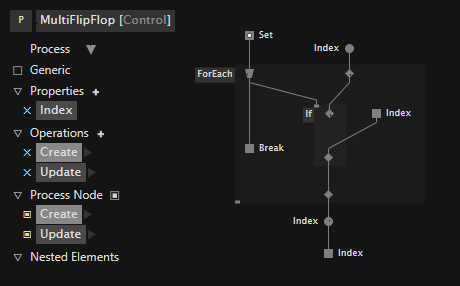 P MultiFlipFlop [Control]
Process
Generic
Properties +
Index
Operations +
Create
Update
Process Node
Create
Update
Nested Elements
Set
Index
ForEach
If
Index
Break
Index
Index